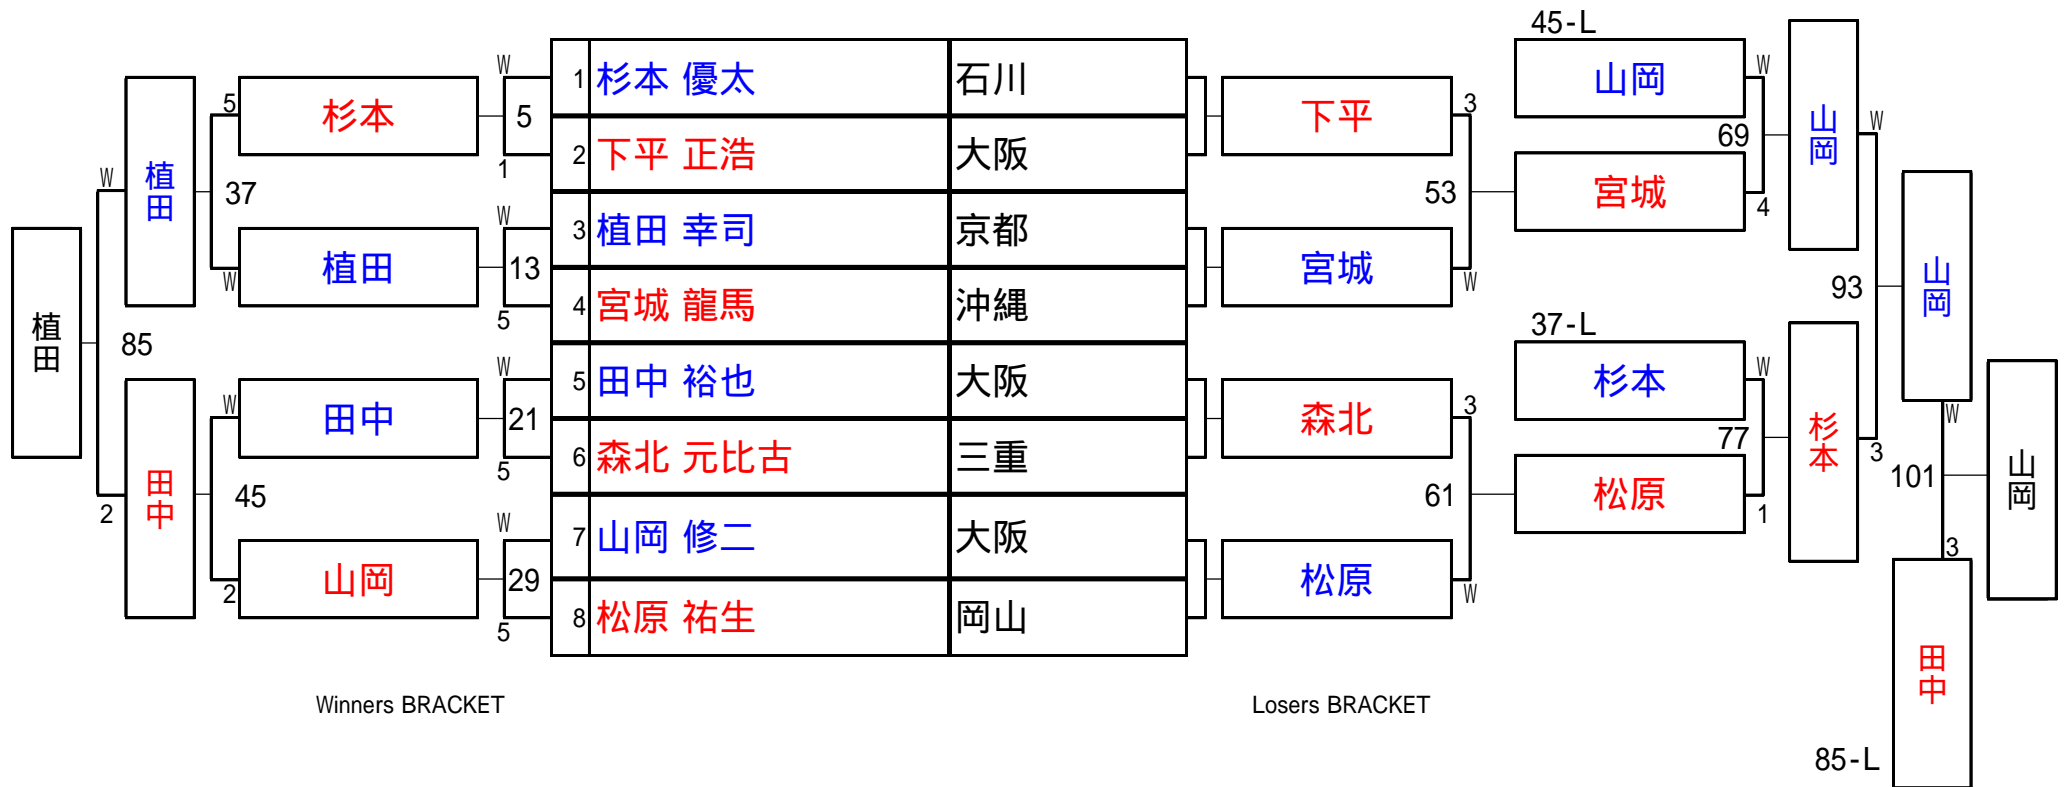 45-L
W
1 杉本 優太 石川
W
山岡
W
5
杉本
5
下平
3
山岡
W
69
2 下平 正浩 大阪
1
W
植田
37
53
宮城
4
W
3 植田 幸司 京都
植田
13
宮城
W
山岡
93
4 宮城 龍馬 沖縄
5
W
植田
85
37-L
W
5 田中 裕也 大阪
杉本
W
W
田中
21
森北
3
杉本
3
77
6 森北 元比古 三重
5
田中
2
45
61
松原
1
101
W
山岡
W
7 山岡 修二 大阪
山岡
2
29
松原
W
3
8 松原 祐生 岡山
5
田中
Winners BRACKET
Losers BRACKET
85-L